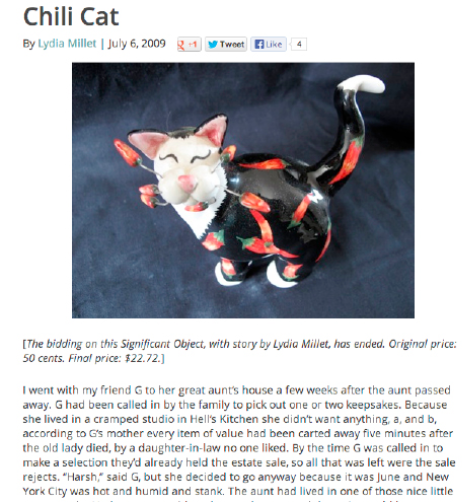 Chili Cat
By Lydia Millet | July 6, 2009 +1 Tweet Like 4
[The bidding on this Significant Object, with story by Lydia Millet, has ended. Original price:
50 cents. Final price: $22.72.]
I went with my friend G to her great aunt's house a few weeks after the aunt passed
away. G had been called in by the family to pick out one or two keepsakes. Because
she lived in a cramped studio in Hell's Kitchen she didn't want anything, a, and b,
according to G's mother every item of value had been carted away five minutes after
the old lady died, by a daughter-in-law no one liked. By the time G was called in to
make a selection they'd already held the estate sale, so all that was left were the sale
rejects. "Harsh," said G, but she decided to go anyway because it was June and New
York City was hot and humid and stank. The aunt had lived in one of those nice little